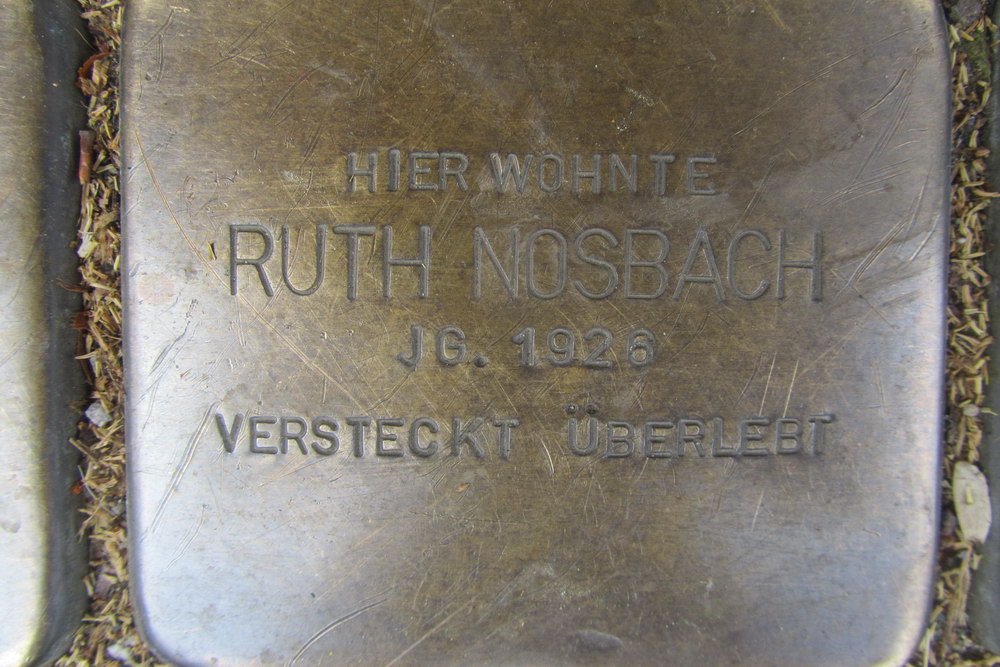 HIER WOHNTE
RUTH NOSBACH
JG. 1926
VERSTECKT ÜBERLEBT